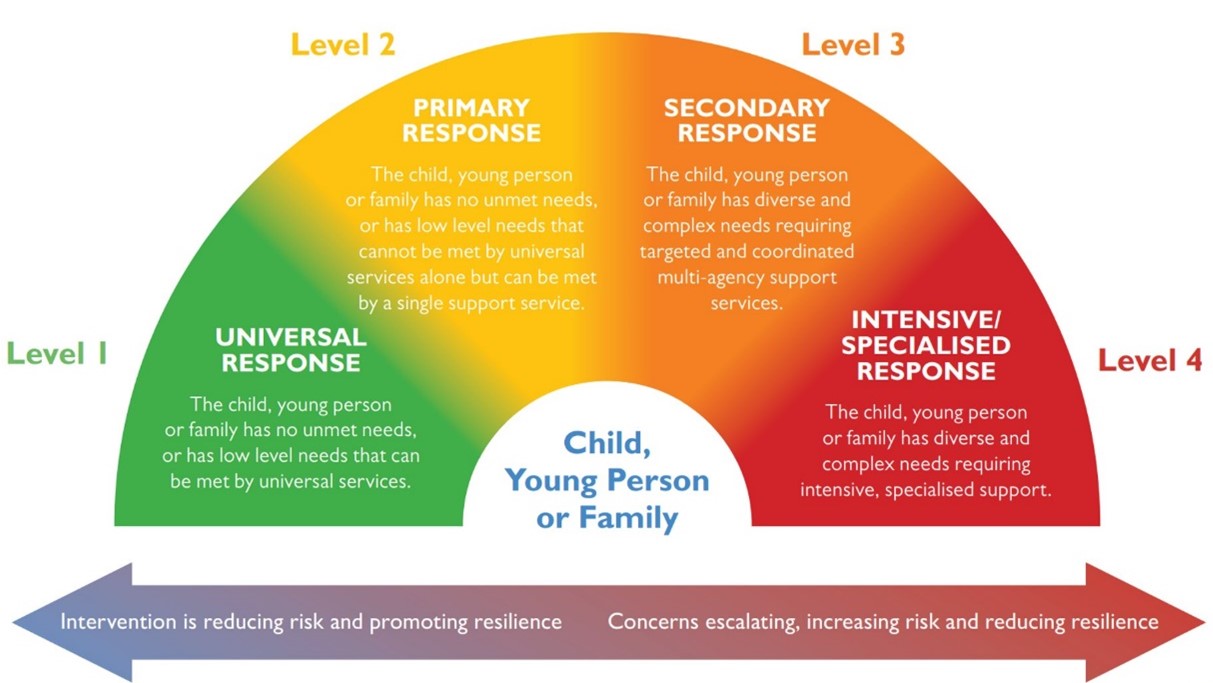 Level 2
Level 3
PRIMARY
RESPONSE
The child, young person
or family has no unmet needs,
or has low level needs that
cannot be met by universal
services alone but can be met
by a single support service.
SECONDARY
RESPONSE
The child, young person
or family has diverse and
complex needs requiring
targeted and coordinated
multi-agency support
services.
Level 1
UNIVERSAL
RESPONSE
The child, young person
or family has no unmet needs,
or has low level needs that can
be met by universal services.
INTENSIVE/
SPECIALISED
RESPONSE
The child, young person
or family has diverse and
complex needs requiring
intensive, specialised support.
Level 4
Child,
Young Person
or Family
Intervention is reducing risk and promoting resilience
Concerns escalating, increasing risk and reducing resilience